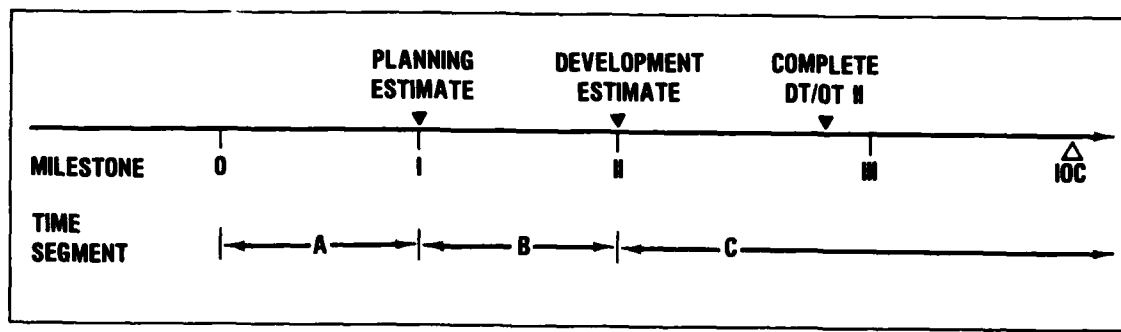 PLANNING ESTIMATE
DEVELOPMENT ESTIMATE
COMPLETE DT/OT II
MILESTONE 0 I II III IOC
TIME SEGMENT A B C